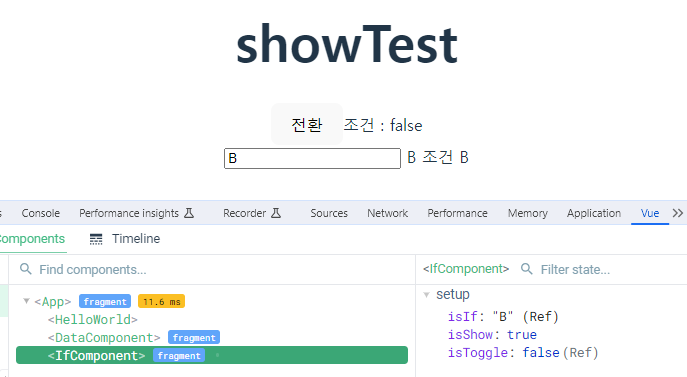 showTest
전환 조건 : false
B B 조건 B
Console Performance insights Recorder Sources Network Performance Memory Application Vue
Components Timeline
Find components... <IfComponent> Filter state...
<App> fragment 11.6 ms
<HelloWorld>
<DataComponent> fragment
<IfComponent> fragment
setup
isIf: "B" (Ref)
isShow: true
isToggle: false (Ref)